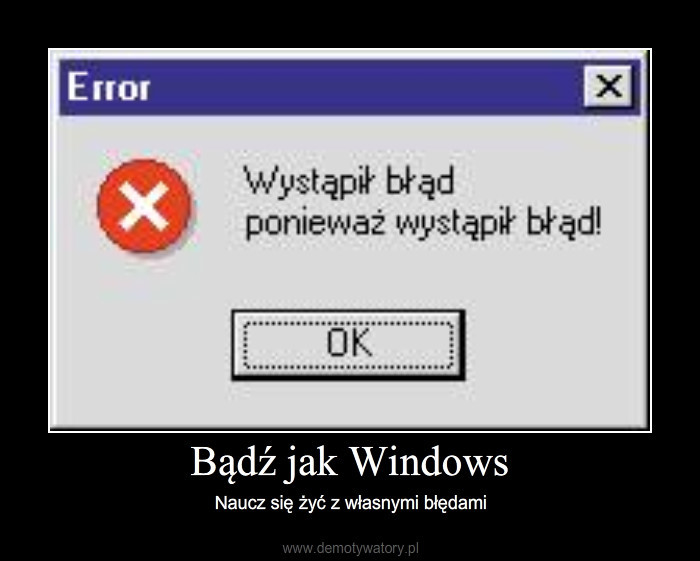 Error
Wystąpił błąd
ponieważ wystąpił błąd!
OK
Bądź jak Windows
Naucz się żyć z własnymi błędami
www.demotywatory.pl